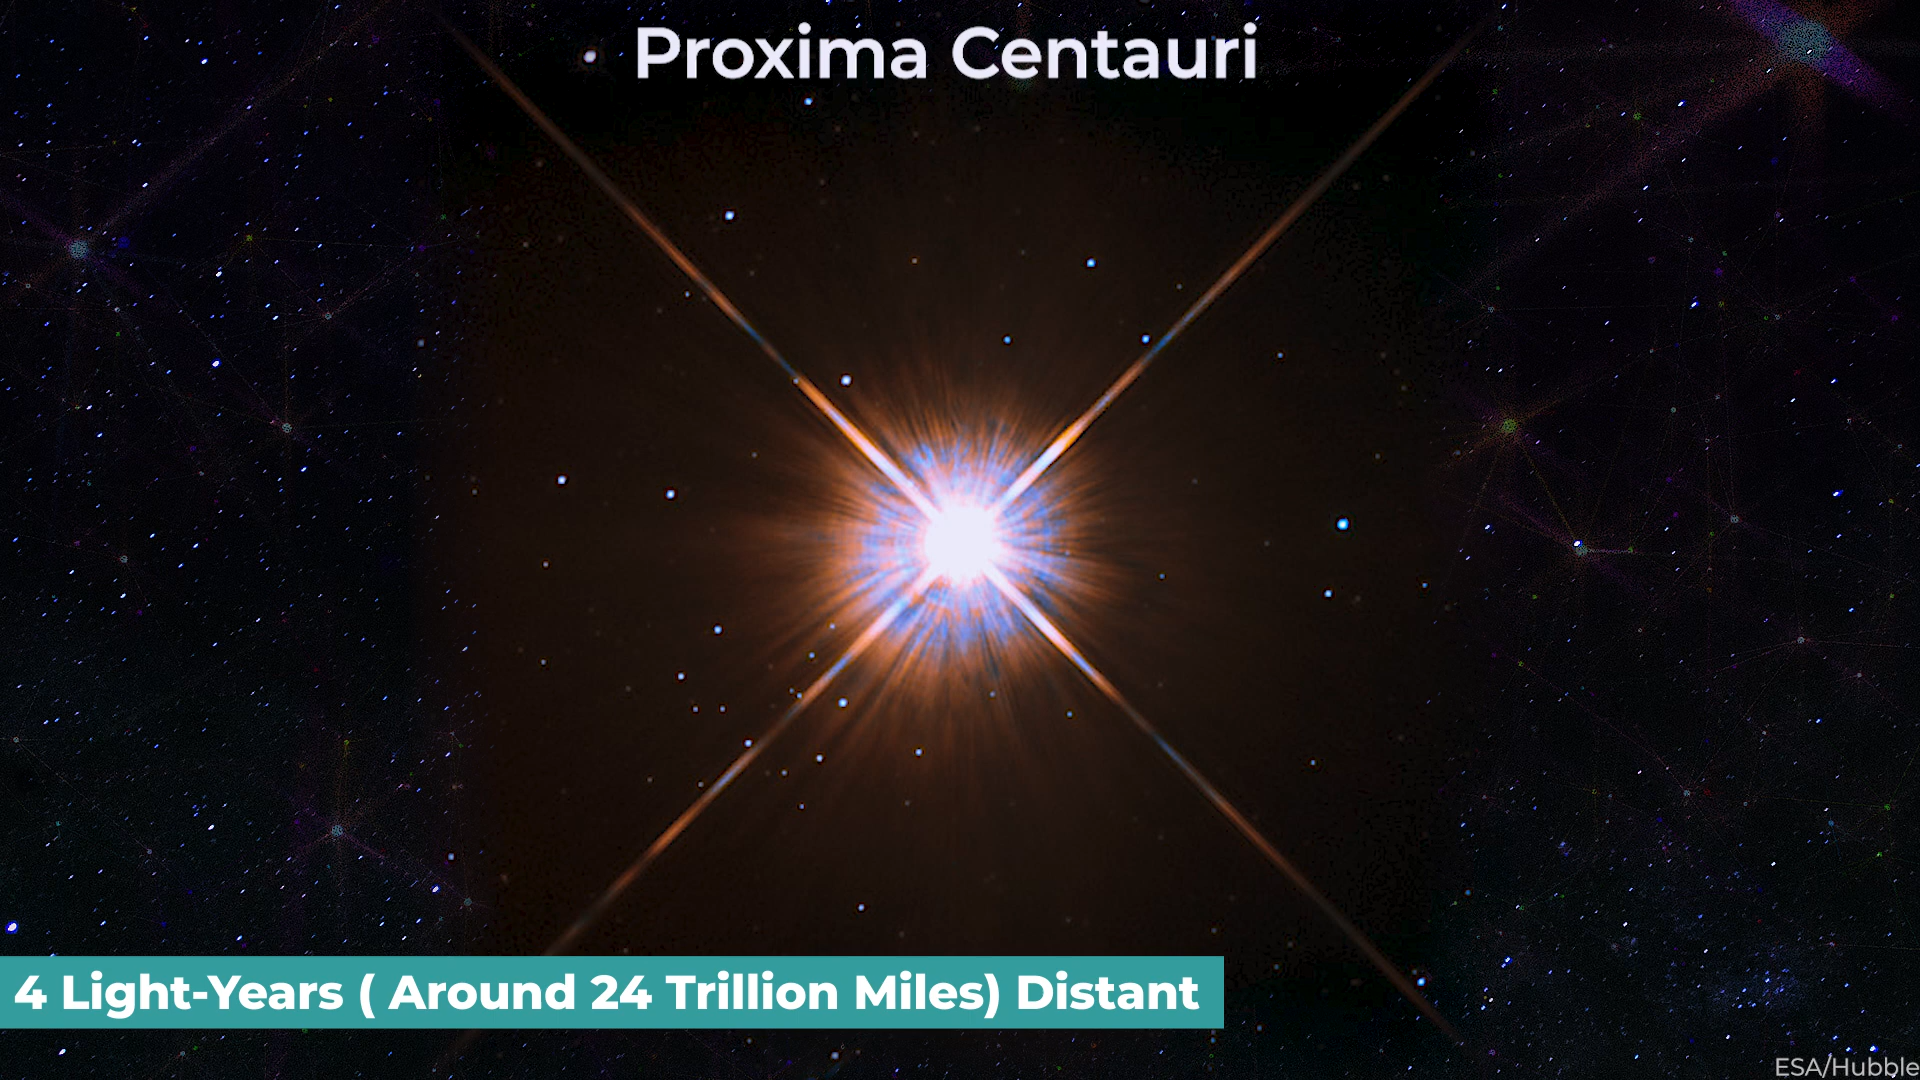 Proxima Centauri
4 Light-Years ( Around 24 Trillion Miles) Distant
ESA/Hubble